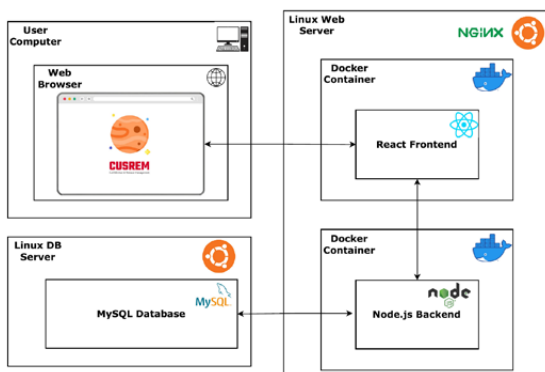 User
Computer
Web
Browser
CUSREM
Linux DB
Server
MySQL Database
MySQL
Linux Web
Server
NGINX
Docker
Container
React Frontend
Docker
Container
node
Node.js Backend